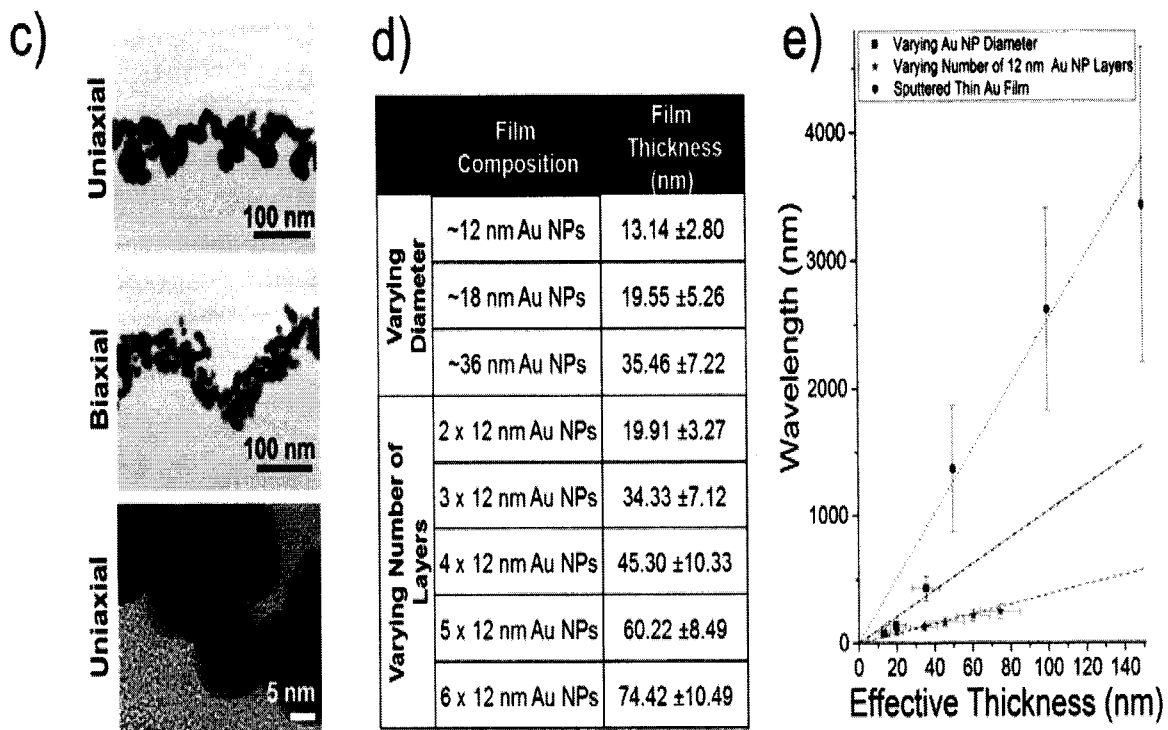 c)
Uniaxial
100 nm
Biaxial
100 nm
Uniaxial
5 nm
d)
Film
Composition
Film
Thickness
(nm)
Varying
Diameter
~12 nm Au NPs
13.14 ±2.80
~18 nm Au NPs
19.55 ±5.26
~36 nm Au NPs
35.46 ±7.22
Varying Number of
Layers
2 x 12 nm Au NPs
19.91 ±3.27
3 x 12 nm Au NPs
34.33 ±7.12
4 x 12 nm Au NPs
45.30 ±10.33
5 x 12 nm Au NPs
60.22 ±8.49
6 x 12 nm Au NPs
74.42 ±10.49
e)
Varying Au NP Diameter
Varying Number of 12 nm Au NP Layers
Sputtered Thin Au Film
Wavelength (nm)
4000
3000
2000
1000
0
0 20 40 60 80 100 120 140
Effective Thickness (nm)